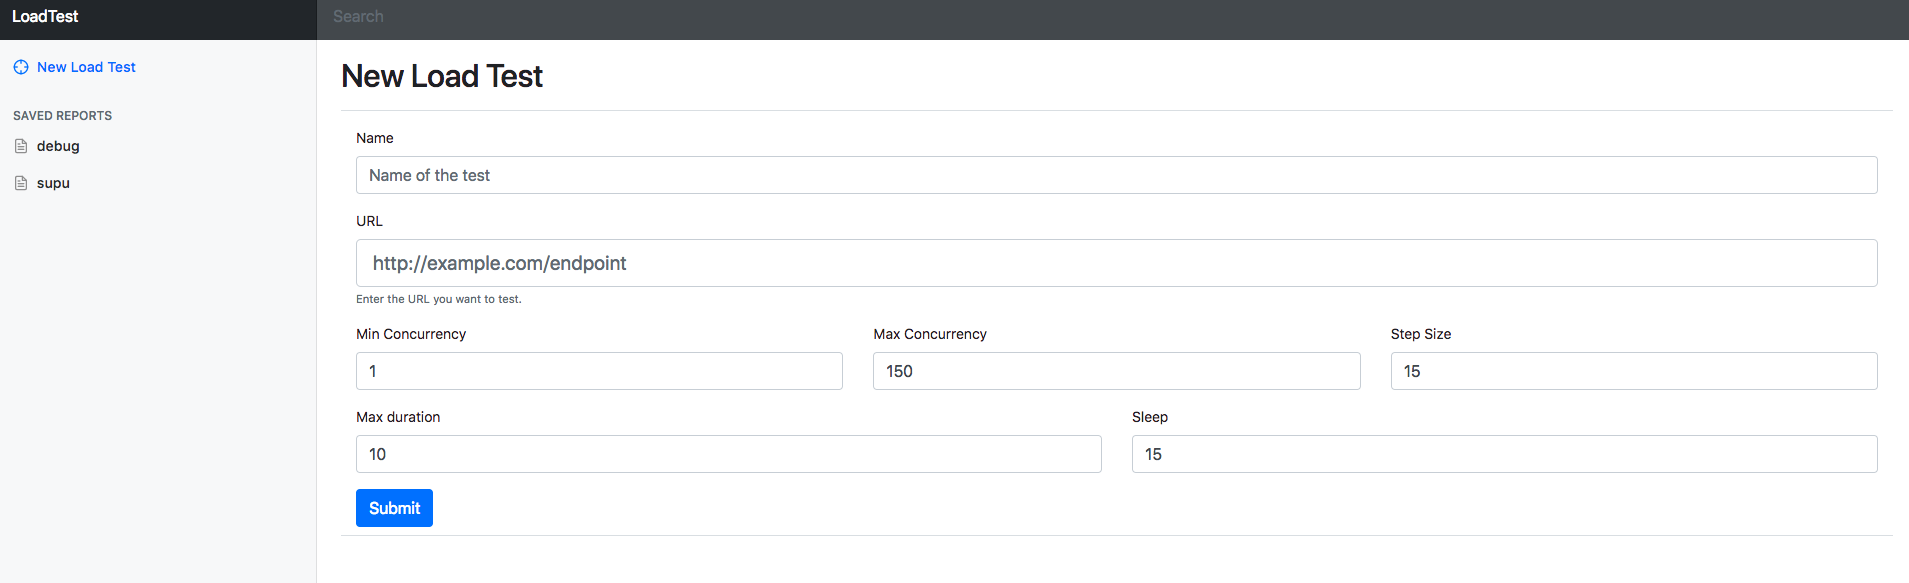 LoadTest
Search
New Load Test
SAVED REPORTS
debug
supu
New Load Test
Name
Name of the test
URL
http://example.com/endpoint
Enter the URL you want to test.
Min Concurrency
Max Concurrency
Step Size
1
150
15
Max duration
Sleep
10
15
Submit